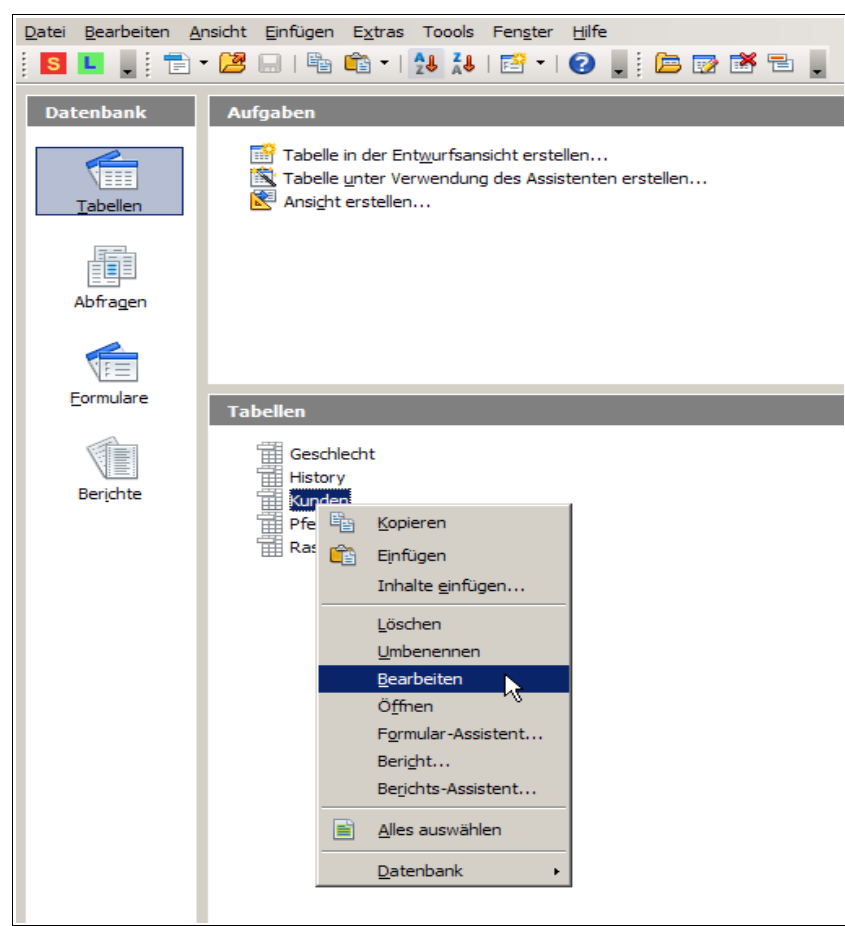 Datei Bearbeiten Ansicht Einfügen Extras Toools Fenster Hilfe
S L
Datenbank
Aufgaben
Tabelle in der Entwurfsansicht erstellen...
Tabelle unter Verwendung des Assistenten erstellen...
Ansicht erstellen...
Tabellen
Abfragen
Formulare
Berichte
Tabellen
Geschlecht
History
Kunden
Pfe
Ras
Kopieren
Einfügen
Inhalte einfügen...
Löschen
Umbenennen
Bearbeiten
Öffnen
Formular-Assistent...
Bericht...
Berichts-Assistent...
Alles auswählen
Datenbank